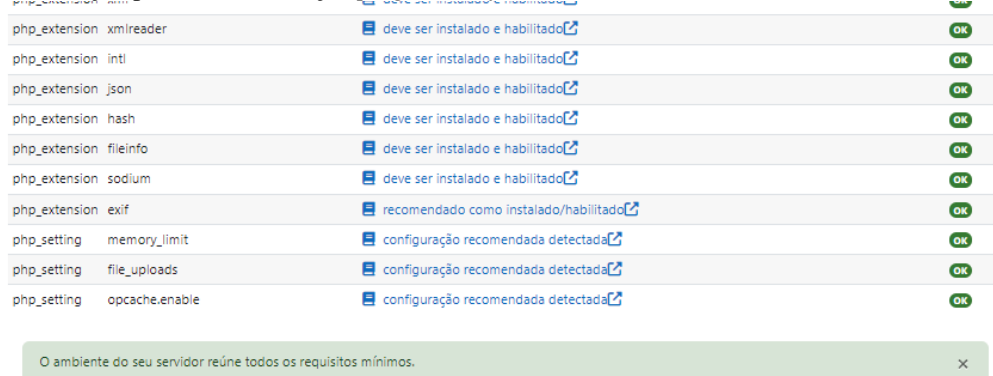 php_extension xmlreader deve ser instalado e habilitado OK
php_extension intl deve ser instalado e habilitado OK
php_extension json deve ser instalado e habilitado OK
php_extension hash deve ser instalado e habilitado OK
php_extension fileinfo deve ser instalado e habilitado OK
php_extension sodium deve ser instalado e habilitado OK
php_extension exif recomendado como instalado/habilitado OK
php_setting memory_limit configuração recomendada detectada OK
php_setting file_uploads configuração recomendada detectada OK
php_setting opcache.enable configuração recomendada detectada OK
O ambiente do seu servidor reúne todos os requisitos mínimos. ×